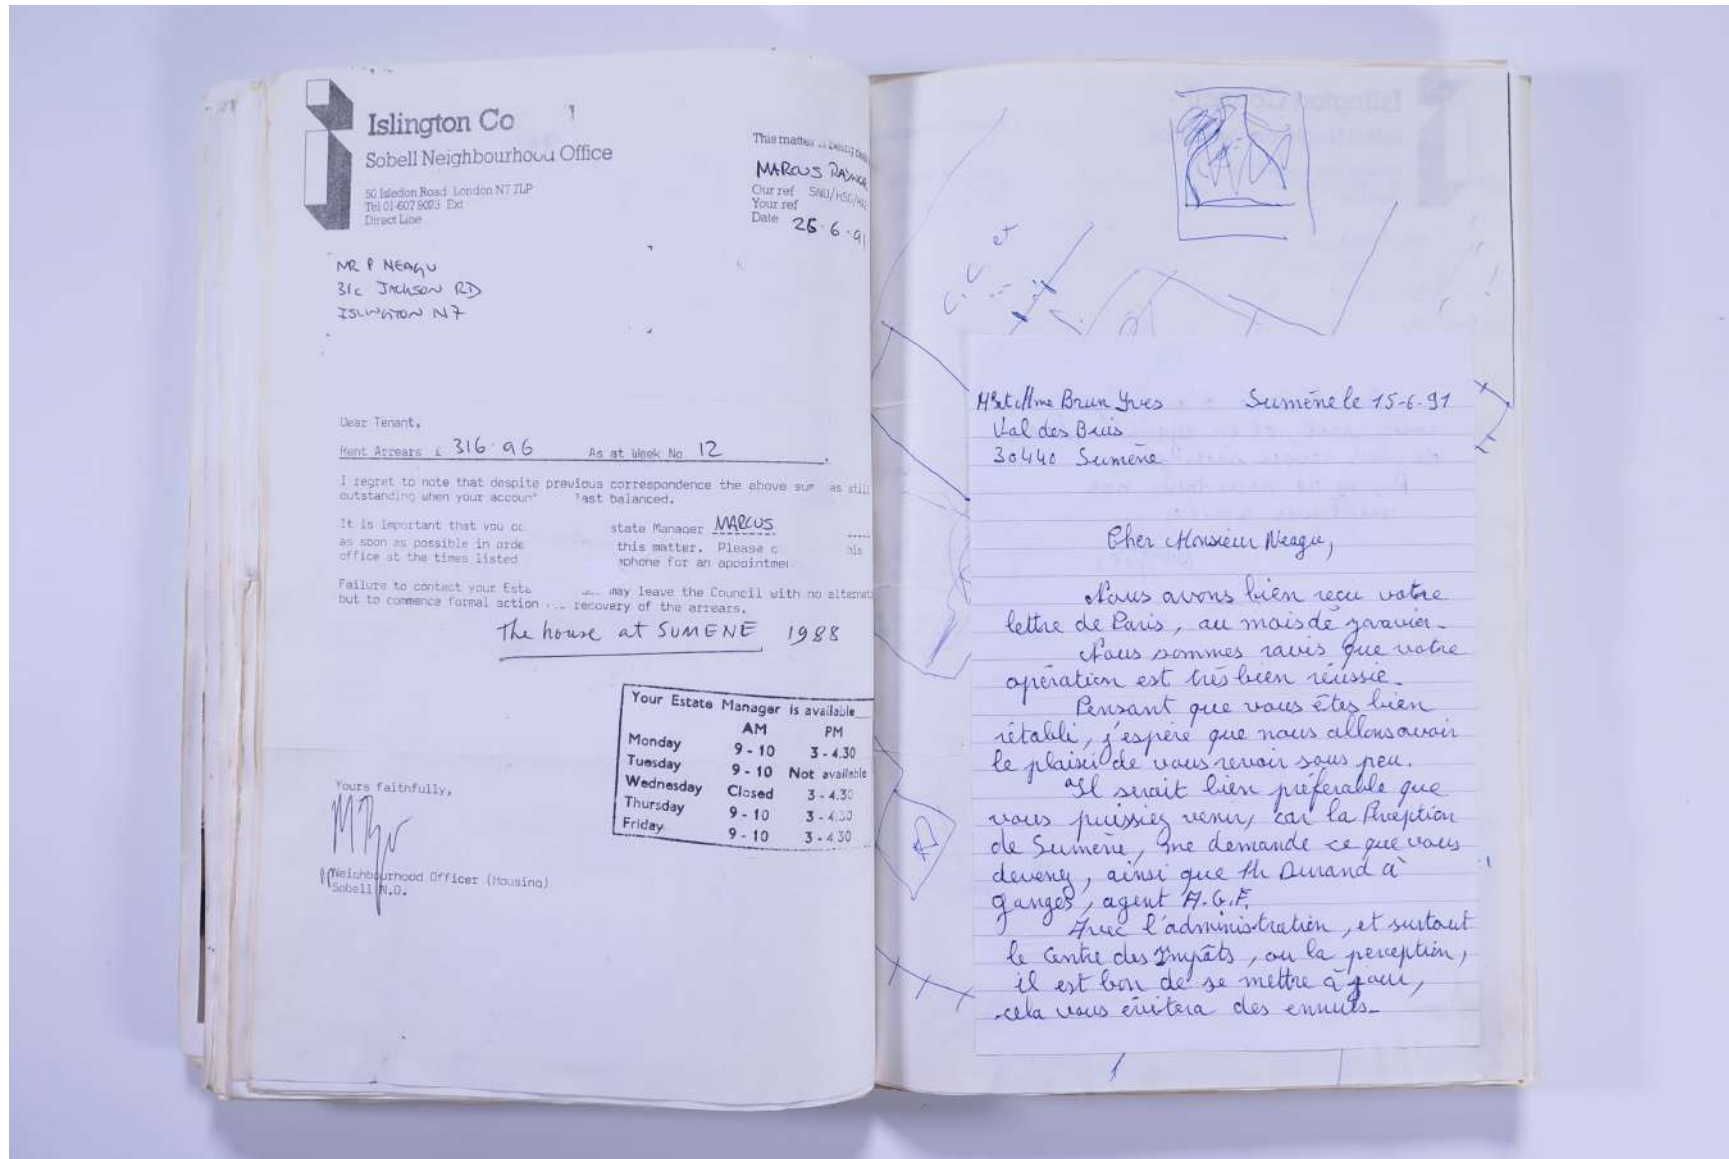 Islington Co
Sobell Neighbourhood Office
50 Isledon Road London N7 7LP
Tel 01-607 9023 Ext
Direct Line
This matter is being
MARCUS RAYNOR
Our ref SNO/HSG/
Your ref
Date 26.6.91
MR P NEAGU
31c JACKSON RD
ISLINGTON N7
Dear Tenant,
Rent Arrears £ 316.96 As at Week No 12
I regret to note that despite previous correspondence the above sum as still
outstanding when your account last balanced.
It is important that you state Manager MARCUS
as soon as possible in orde this matter. Please c his
office at the times listed phone for an appointmen
Failure to contact your Esta may leave the Council with no alternat
but to commence formal action recovery of the arrears.
The house at SUMENE 1988
Your Estate Manager is available
AM PM
Monday 9 - 10 3 - 4.30
Tuesday 9 - 10 Not available
Wednesday Closed 3 - 4.30
Thursday 9 - 10 3 - 4.30
Friday 9 - 10 3 - 4.30
Yours faithfully,
Neighbourhood Officer (Housing)
Sobell N.O.
Mr et Mme Brun Yves Sumène le 15-6-91
Val des Buis
30440 Sumène
Cher Monsieur Neagu,
Nous avons bien reçu votre
lettre de Paris, au mois de janvier.
Nous sommes ravis que votre
opération est très bien réussie.
Pensant que vous êtes bien
rétabli, j'espère que nous allons avoir
le plaisir de vous revoir sous peu.
Il serait bien préférable que
vous puissiez venir, car la Perception
de Sumène, me demande ce que vous
devenez, ainsi que Mr Durand à
Ganges, agent A.G.F.
Avec l'administration, et surtout
le Centre des Impôts, ou la perception,
il est bon de se mettre à jour,
cela vous évitera des ennuis.